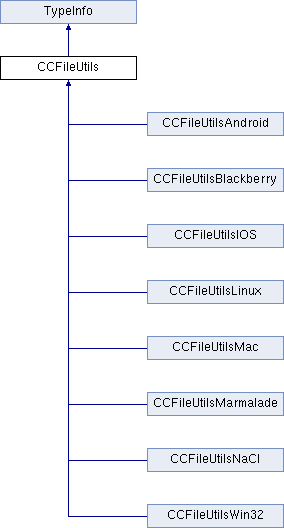 TypeInfo
CCFileUtils
CCFileUtilsAndroid
CCFileUtilsBlackberry
CCFileUtilsIOS
CCFileUtilsLinux
CCFileUtilsMac
CCFileUtilsMarmalade
CCFileUtilsNaCl
CCFileUtilsWin32